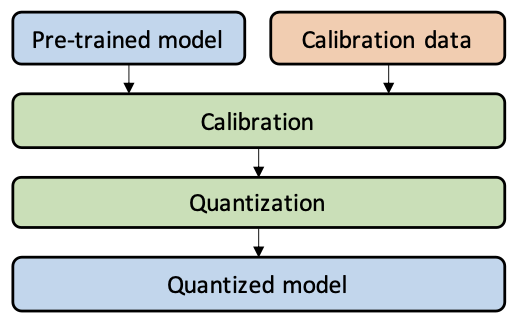 Pre-trained model
Calibration data
Calibration
Quantization
Quantized model